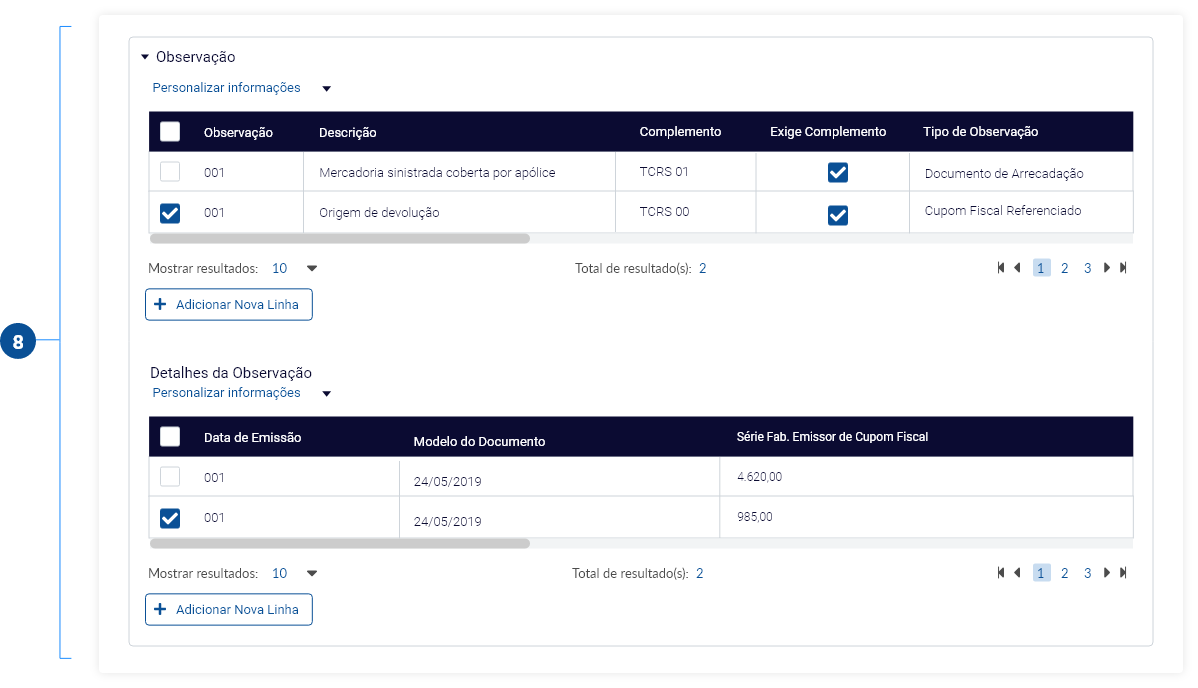 Observação
Personalizar informações
Observação Descrição Complemento Exige Complemento Tipo de Observação
001 Mercadoria sinistrada coberta por apólice TCRS 01 Documento de Arrecadação
001 Origem de devolução TCRS 00 Cupom Fiscal Referenciado
Mostrar resultados: 10 Total de resultado(s): 2 1 2 3
+ Adicionar Nova Linha
8
Detalhes da Observação
Personalizar informações
Data de Emissão Modelo do Documento Série Fab. Emissor de Cupom Fiscal
001 24/05/2019 4.620,00
001 24/05/2019 985,00
Mostrar resultados: 10 Total de resultado(s): 2 1 2 3
+ Adicionar Nova Linha